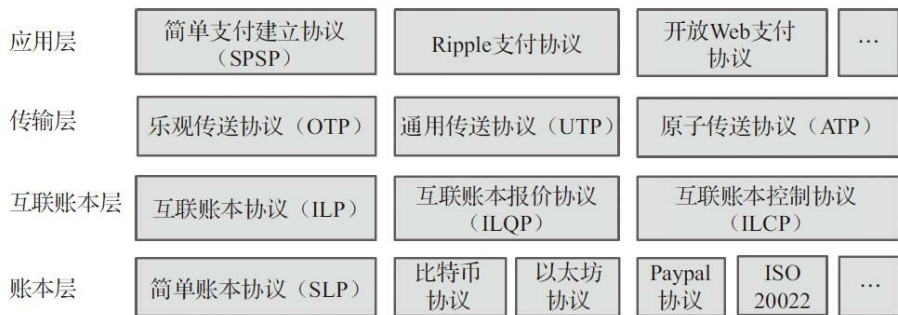 应用层
简单支付建立协议
（SPSP）
Ripple支付协议
开放Web支付
协议
…
传输层
乐观传送协议（OTP）
通用传送协议（UTP）
原子传送协议（ATP）
互联账本层
互联账本协议（ILP）
互联账本报价协议
（ILQP）
互联账本控制协议
（ILCP）
账本层
简单账本协议（SLP）
比特币
协议
以太坊
协议
Paypal
协议
ISO
20022
…